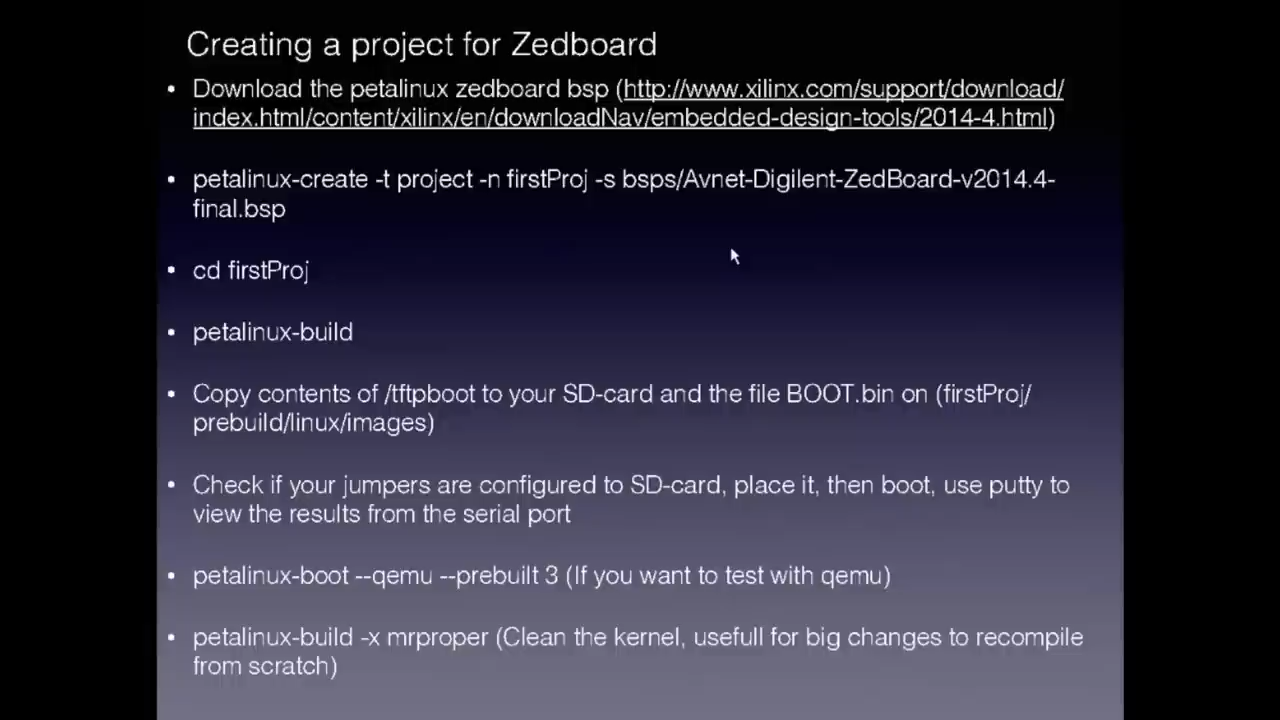 Creating a project for Zedboard
• Download the petalinux zedboard bsp (http://www.xilinx.com/support/download/
index.html/content/xilinx/en/downloadNav/embedded-design-tools/2014-4.html)
• petalinux-create -t project -n firstProj -s bsps/Avnet-Digilent-ZedBoard-v2014.4-
final.bsp
• cd firstProj
• petalinux-build
• Copy contents of /tftpboot to your SD-card and the file BOOT.bin on (firstProj/
prebuild/linux/images)
• Check if your jumpers are configured to SD-card, place it, then boot, use putty to
view the results from the serial port
• petalinux-boot --qemu --prebuilt 3 (If you want to test with qemu)
• petalinux-build -x mrproper (Clean the kernel, usefull for big changes to recompile
from scratch)